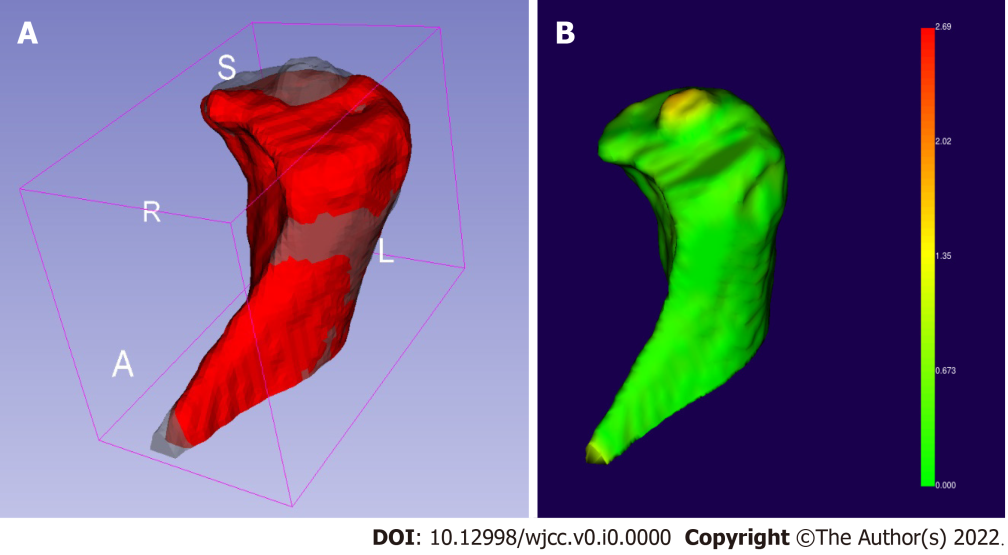 A
S
R
L
A
B
2.69
2.02
1.35
0.673
0.000
DOI: 10.12998/wjcc.v0.i0.0000 Copyright ©The Author(s) 2022.